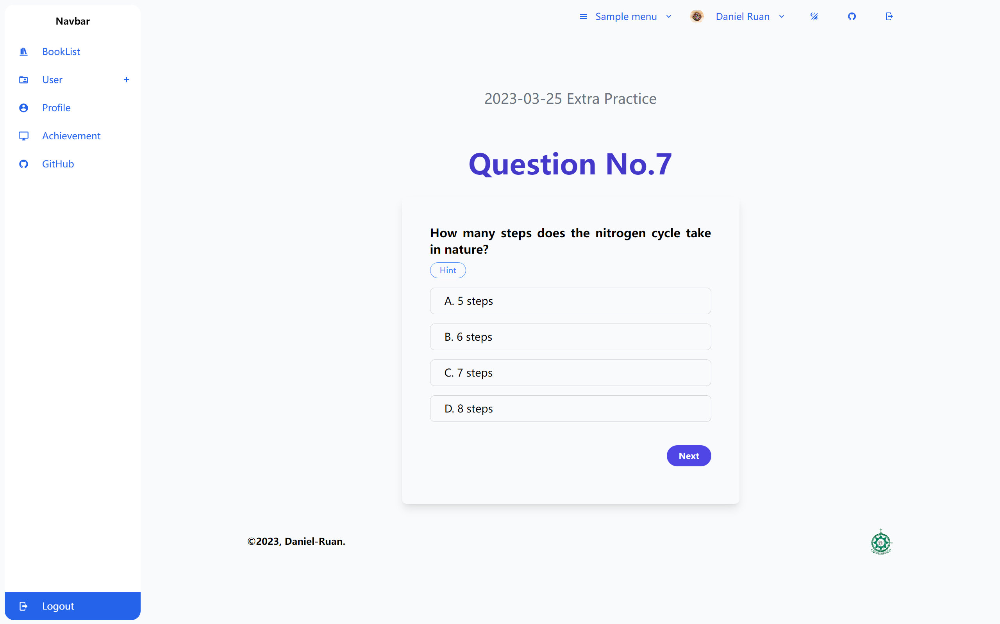 Navbar
BookList
User
Profile
Achievement
GitHub
Logout
Sample menu
Daniel Ruan
2023-03-25 Extra Practice
Question No.7
How many steps does the nitrogen cycle take
in nature?
Hint
A. 5 steps
B. 6 steps
C. 7 steps
D. 8 steps
Next
©2023, Daniel-Ruan.